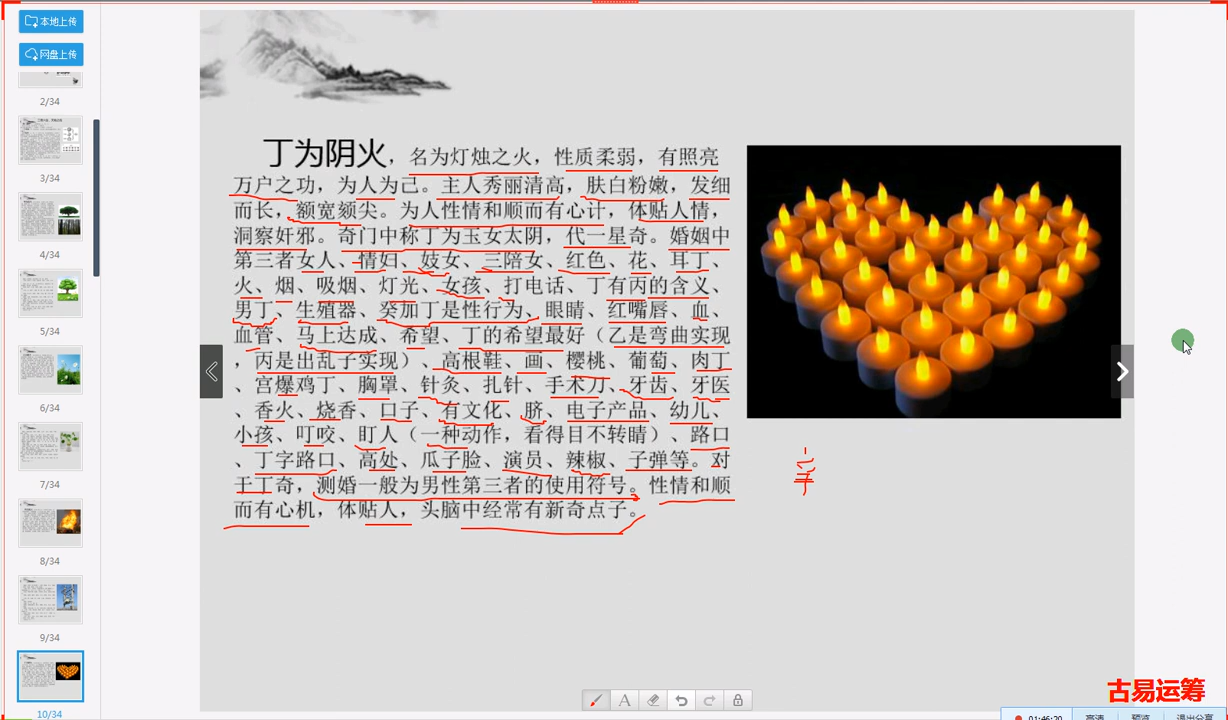 本地上传
网盘上传
2/34
3/34
4/34
5/34
6/34
7/34
8/34
9/34
10/34
丁为阴火，名为灯烛之火，性质柔弱，有照亮
万户之功，为人为己。主人秀丽清高，肤白粉嫩，发细
而长，额宽颏尖。为人性情和顺而有心计，体贴人情，
洞察奸邪。奇门中称丁为玉女太阴，代一星奇。婚姻中
第三者女人、情妇、妓女、三陪女、红色、花、耳丁、
火、烟、吸烟、灯光、女孩、打电话、丁有丙的含义、
男丁、生殖器、癸加丁是性行为、眼睛、红嘴唇、血、
血管、马上达成、希望、丁的希望最好（乙是弯曲实现
，丙是出乱子实现）、高根鞋、画、樱桃、葡萄、肉丁
、宫爆鸡丁、胸罩、针灸、扎针、手术刀、牙齿、牙医
、香火、烧香、口子、有文化、脐、电子产品、幼儿、
小孩、叮咬、盯人（一种动作，看得目不转睛）、路口
、丁字路口、高处、瓜子脸、演员、辣椒、子弹等。对
于丁奇，测婚一般为男性第三者的使用符号。性情和顺
而有心机，体贴人，头脑中经常有新奇点子。
A
古易运筹
01:46:20